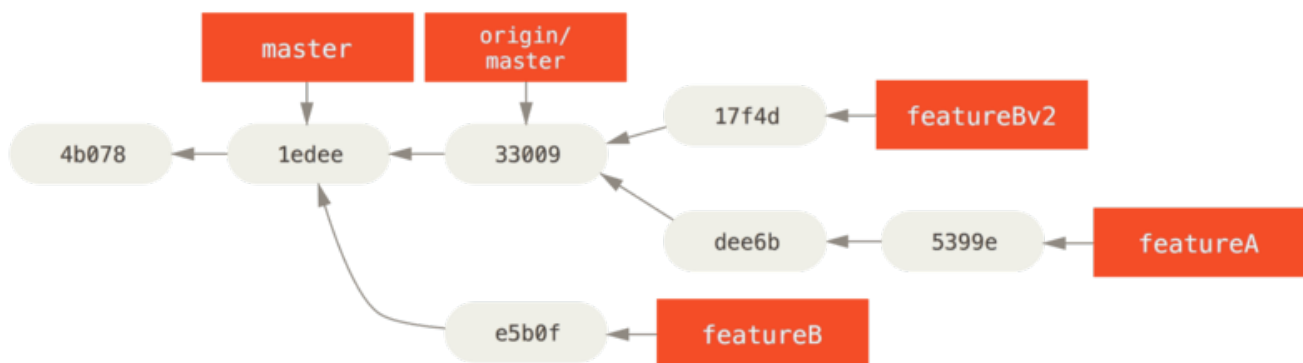 master
origin/
master
17f4d
featureBv2
4b078
1edee
33009
dee6b
5399e
featureA
e5b0f
featureB